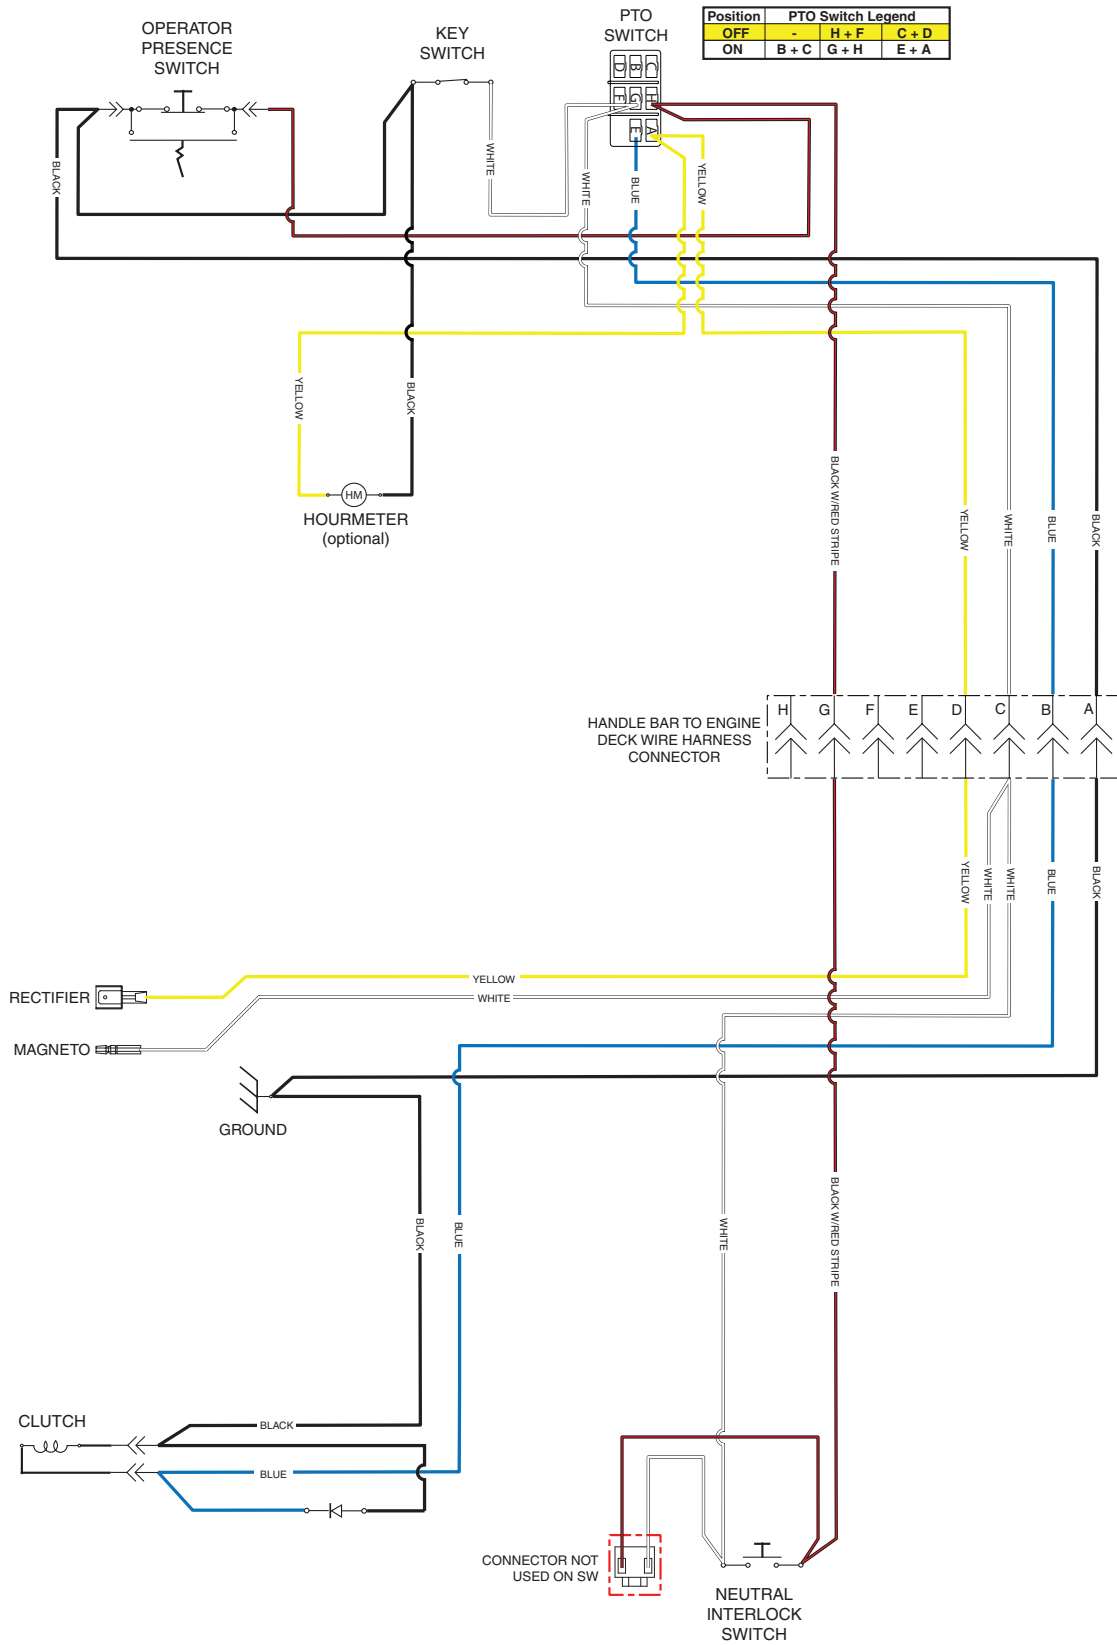 OPERATOR
PRESENCE
SWITCH
KEY
SWITCH
PTO
SWITCH
Position PTO Switch Legend
OFF - H + F C + D
ON B + C G + H E + A
D B C
F G H
E A
BLACK
WHITE
WHITE
BLUE
YELLOW
YELLOW
BLACK
HM
HOURMETER
(optional)
BLACK W/RED STRIPE
YELLOW
WHITE
BLUE
BLACK
HANDLE BAR TO ENGINE
DECK WIRE HARNESS
CONNECTOR
H G F E D C B A
YELLOW
WHITE
WHITE
BLUE
BLACK
RECTIFIER
YELLOW
WHITE
MAGNETO
GROUND
BLACK
BLUE
WHITE
BLACK W/RED STRIPE
CLUTCH
BLACK
BLUE
CONNECTOR NOT
USED ON SW
NEUTRAL
INTERLOCK
SWITCH